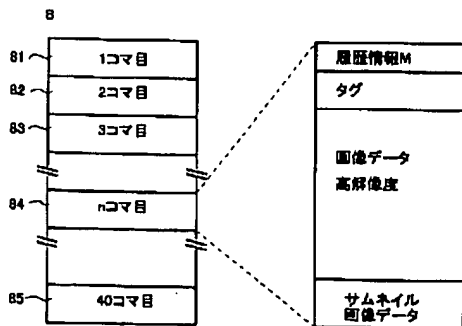 8
81 1コマ目
82 2コマ目
83 3コマ目
84 nコマ目
85 40コマ目
履歴情報M
タグ
画像データ
高解像度
サムネイル
画像データ